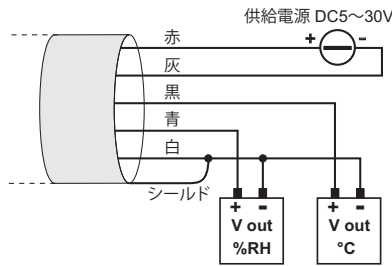 供給電源 DC5～30V
赤
+ -
灰
黒
青
白
シールド
+ -
V out
%RH
+ -
V out
°C